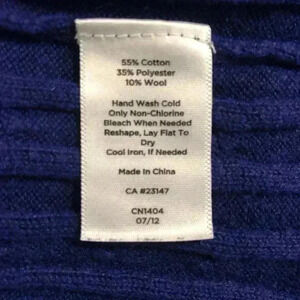 55% Cotton
35% Polyester
10% Wool
Hand Wash Cold
Only Non-Chlorine
Bleach When Needed
Reshape, Lay Flat To
Dry
Cool Iron, If Needed
Made In China
CA #23147
CN1404
07/12